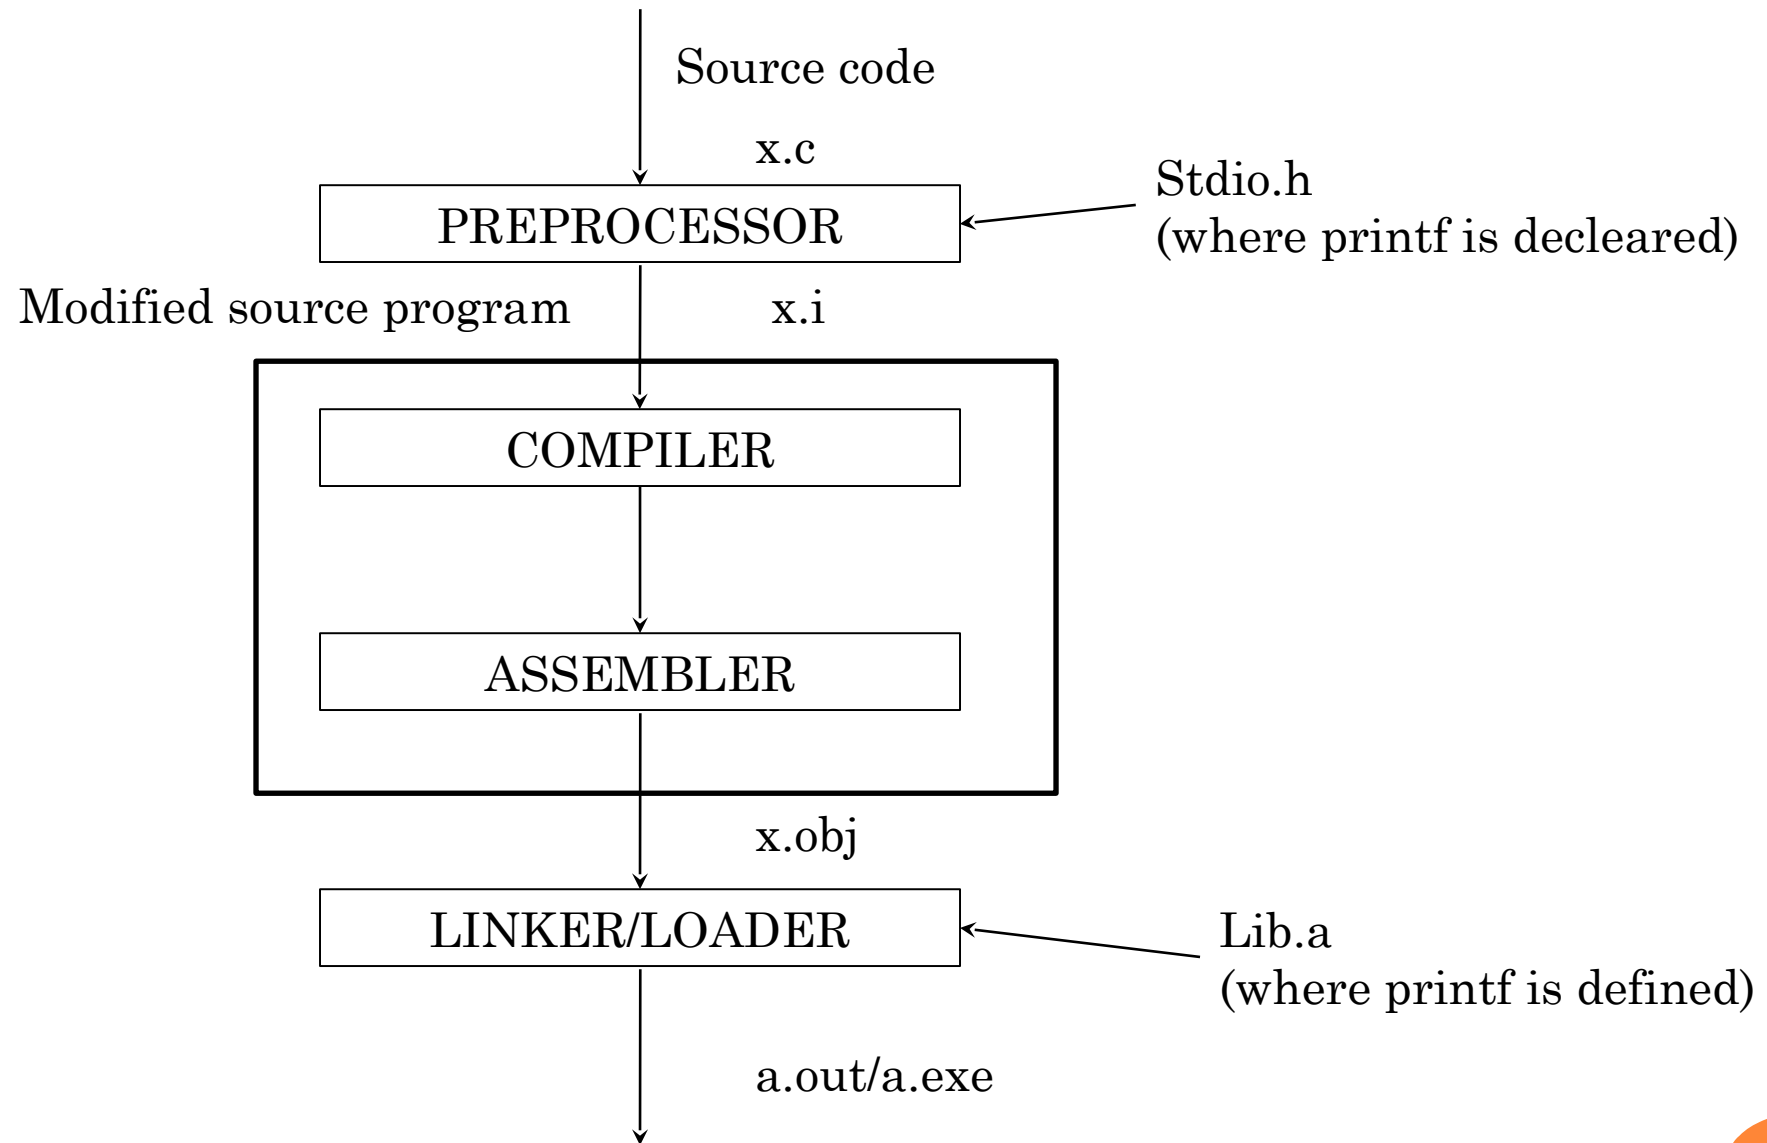 Source code
x.c
Stdio.h
(where printf is decleared)
PREPROCESSOR
Modified source program
x.i
COMPILER
ASSEMBLER
x.obj
LINKER/LOADER
Lib.a
(where printf is defined)
a.out/a.exe